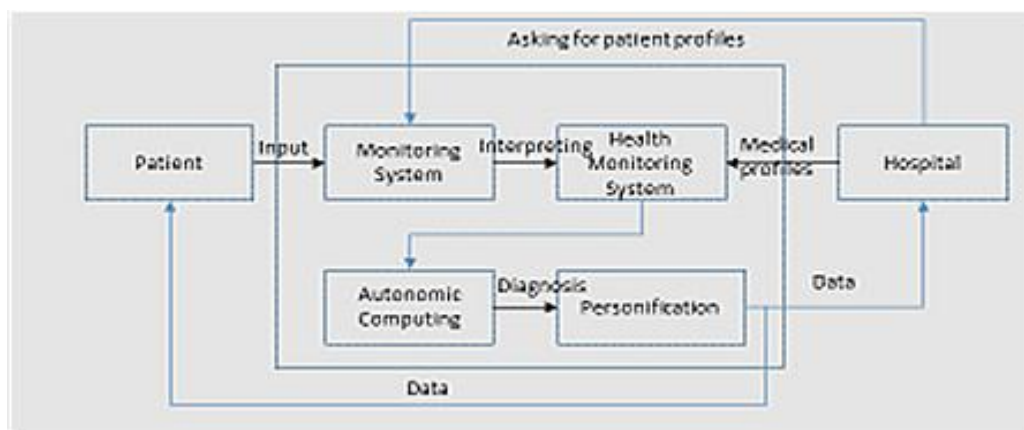 Asking for patient profiles
Patient
Input
Monitoring
System
Interpreting
Health
Monitoring
System
Medical
profiles
Hospital
Autonomic
Computing
Diagnosis
Personification
Data
Data